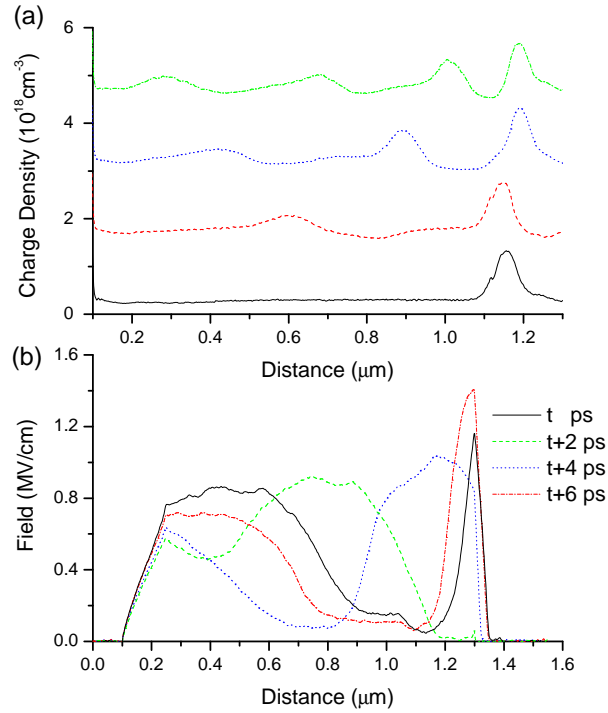 (a)
6
4
2
0
Charge Density (10¹⁸cm⁻³)
0.2 0.4 0.6 0.8 1.0 1.2
Distance (μm)
(b)
1.6
1.2
0.8
0.4
0.0
Field (MV/cm)
t ps
t+2 ps
t+4 ps
t+6 ps
0.0 0.2 0.4 0.6 0.8 1.0 1.2 1.4 1.6
Distance (μm)